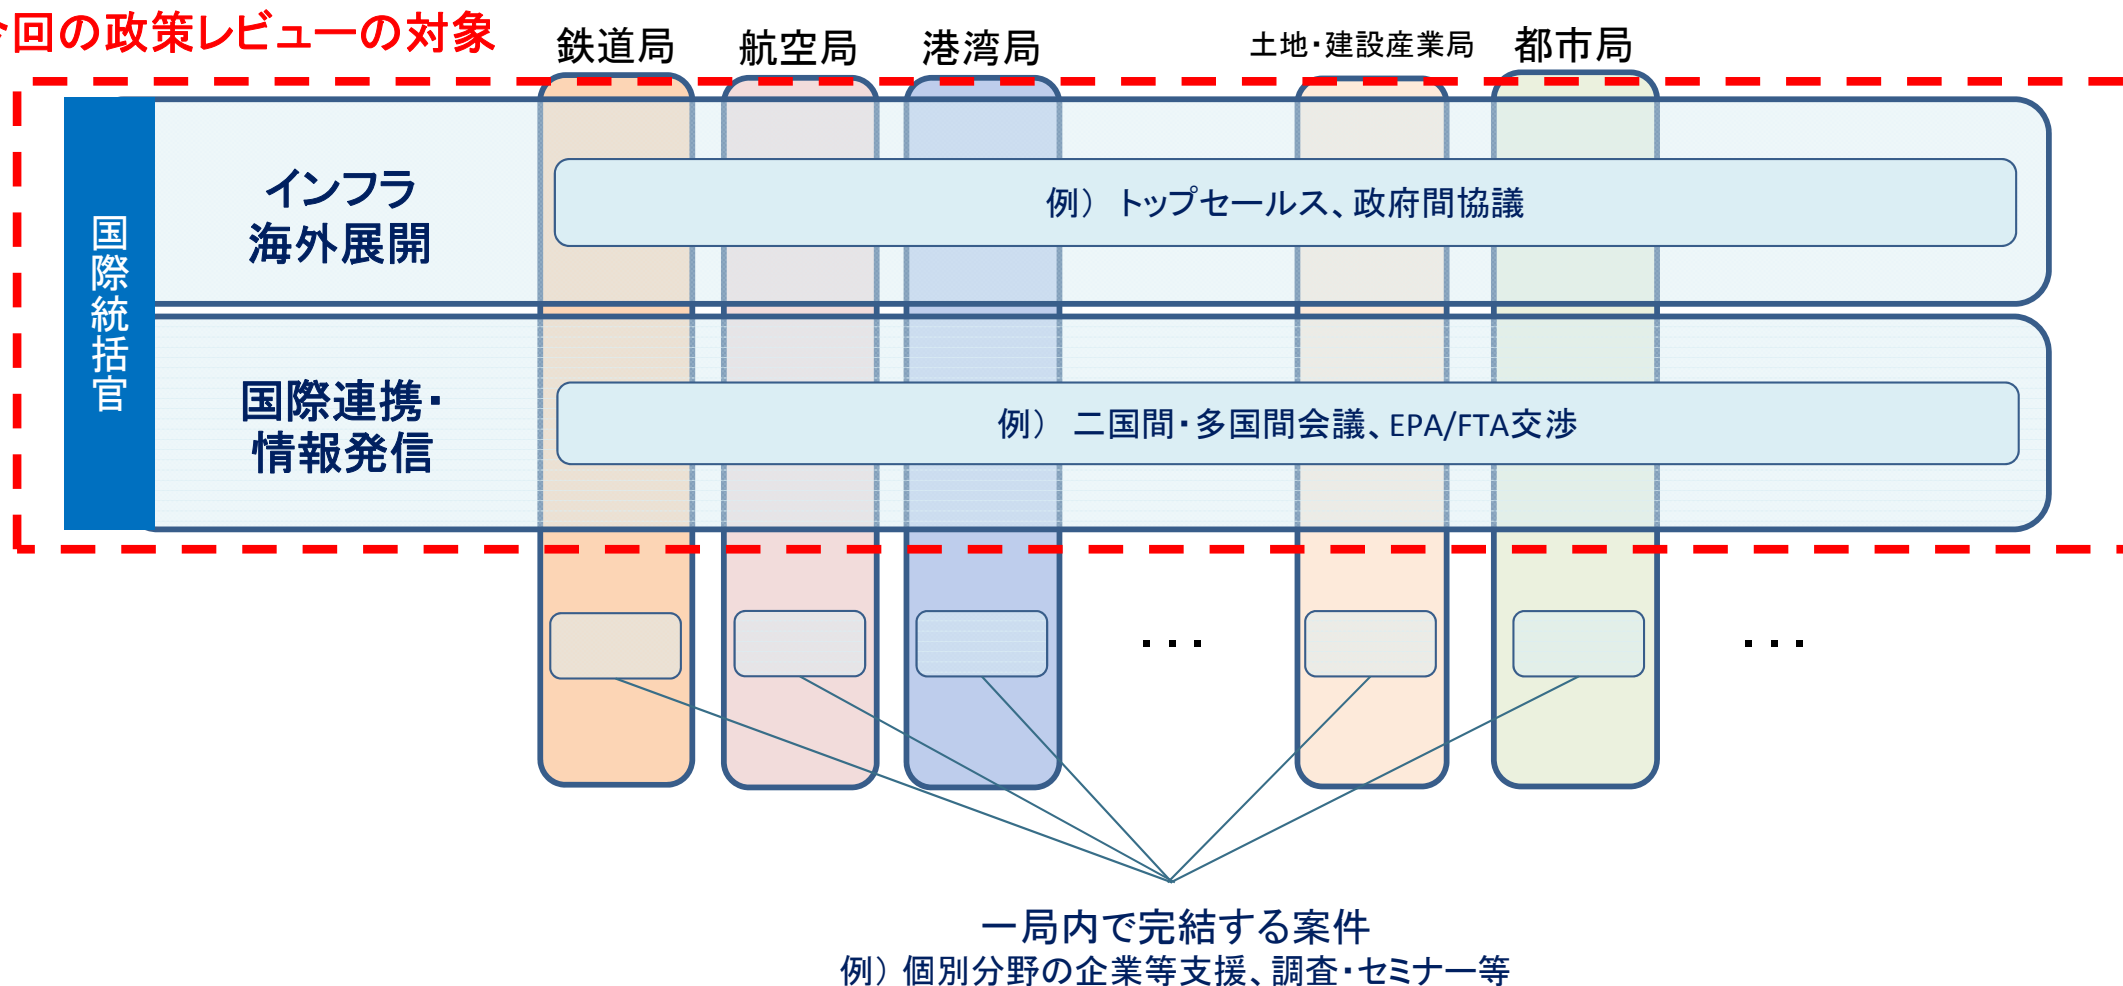 今回の政策レビューの対象
鉄道局
航空局
港湾局
土地・建設産業局
都市局
国際統括官
インフラ
海外展開
例） トップセールス、政府間協議
国際連携・
情報発信
例） 二国間・多国間会議、EPA/FTA交渉
・・・
・・・
一局内で完結する案件
例） 個別分野の企業等支援、調査・セミナー等